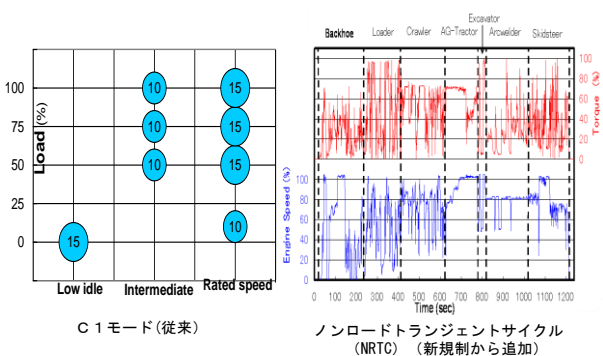 Load (%)
100
75
50
25
0
10
15
10
15
10
15
10
15
Low idle
Intermediate
Rated speed
C1モード(従来)
Excavator
Backhoe Loader Crawler AG-Tractor Arcwelder Skidsteer
100
80
60
40
20
0
Torque (%)
100
80
60
40
20
0
Engine Speed (%)
0 100 200 300 400 500 600 700 800 900 1000 1100 1200
Time (sec)
ノンロードトランジェントサイクル
(NRTC) (新規制から追加)